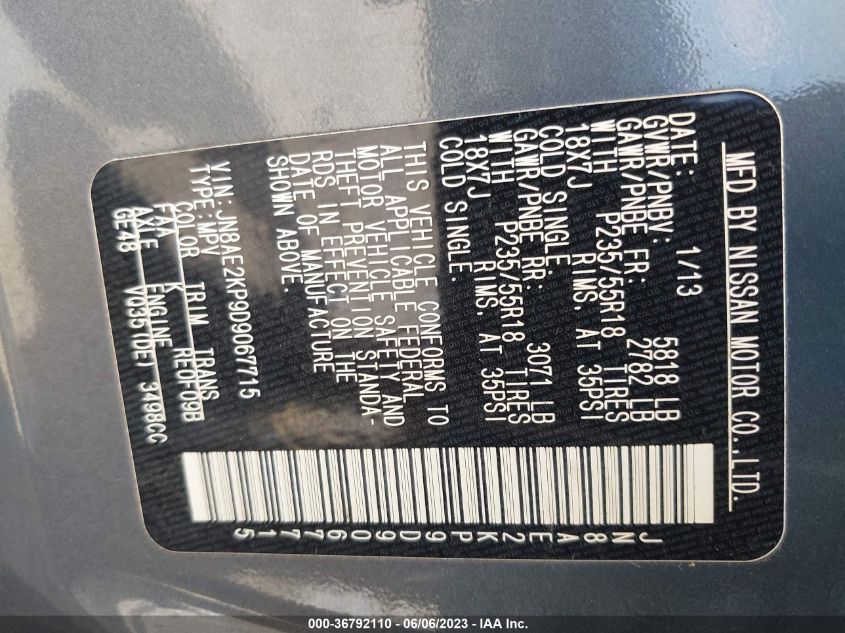 MFD BY NISSAN MOTOR CO.,LTD.
DATE: 1/13
GVWR/PNBV: 5818 LB
GAWR/PNBE FR: 2782 LB
WITH P235/55R18 TIRES
18X7J RIMS, AT 35PSI
COLD SINGLE.
GAWR/PNBE RR: 3071 LB
WITH P235/55R18 TIRES
18X7J RIMS, AT 35PSI
COLD SINGLE.
THIS VEHICLE CONFORMS TO
ALL APPLICABLE FEDERAL
MOTOR VEHICLE SAFETY AND
THEFT PREVENTION STANDA-
RDS IN EFFECT ON THE
DATE OF MANUFACTURE
SHOWN ABOVE.
VIN: JN8AE2KP9D9067715
TYPE: MPV
COLOR TRIM TRANS
FAA K RE0F09B
AXLE ENGINE
GE48 VQ35(DE) 3498CC
JN8AE2KP9D9067715
000-36792110 - 06/06/2023 - IAA Inc.